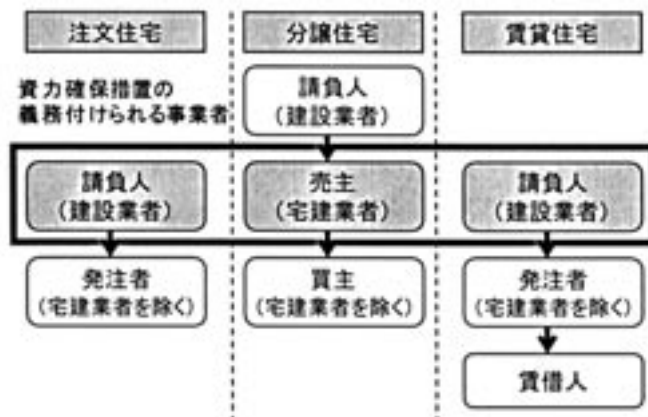 注文住宅
分譲住宅
賃貸住宅
資力確保措置の
義務付けられる事業者
請負人
(建設業者)
請負人
(建設業者)
売主
(宅建業者)
請負人
(建設業者)
発注者
(宅建業者を除く)
買主
(宅建業者を除く)
発注者
(宅建業者を除く)
賃借人